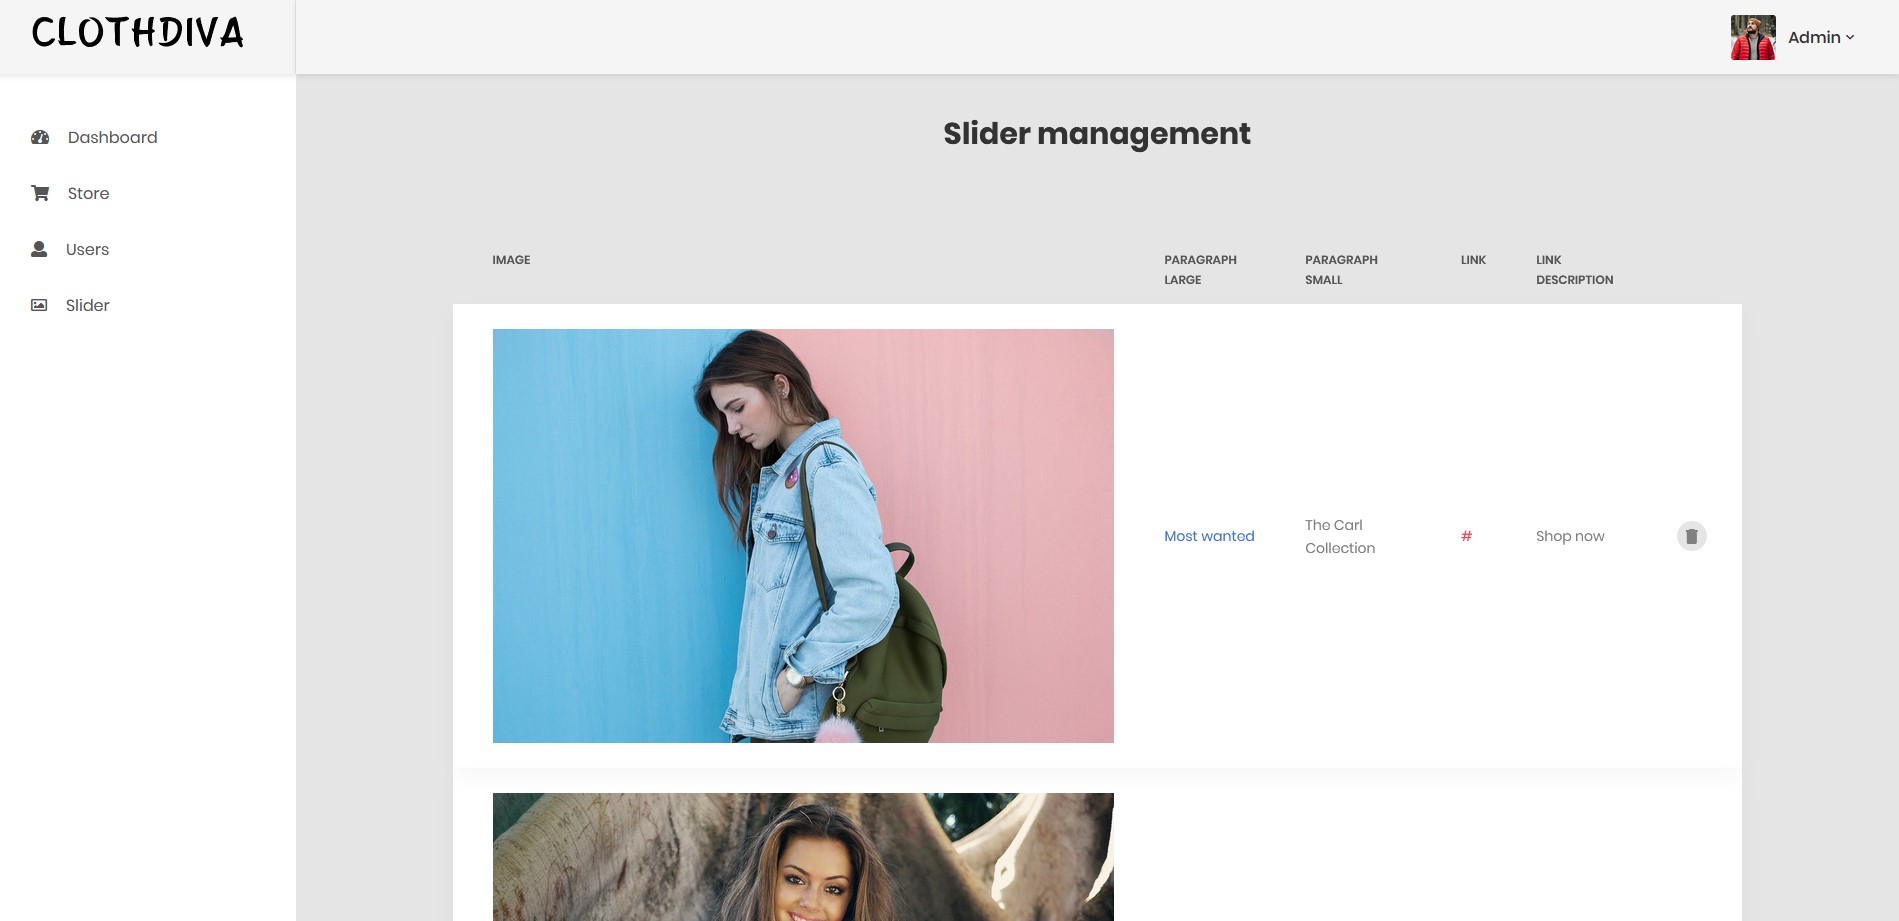 CLOTHDIVA
Admin
Dashboard
Store
Users
Slider
Slider management
IMAGE
PARAGRAPH
LARGE
PARAGRAPH
SMALL
LINK
LINK
DESCRIPTION
Most wanted
The Carl
Collection
#
Shop now